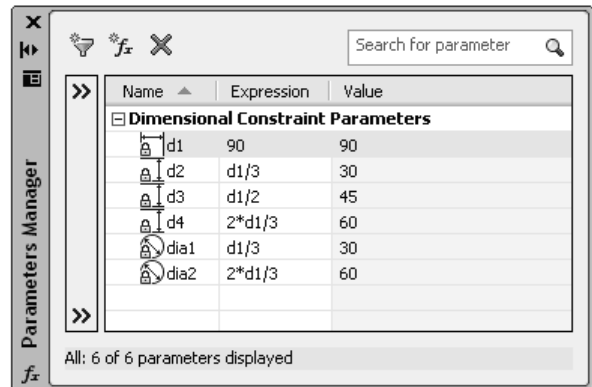 fx
Search for parameter
Name Expression Value
Dimensional Constraint Parameters
d1 90 90
d2 d1/3 30
d3 d1/2 45
d4 2*d1/3 60
dia1 d1/3 30
dia2 2*d1/3 60
All: 6 of 6 parameters displayed
Parameters Manager
fx